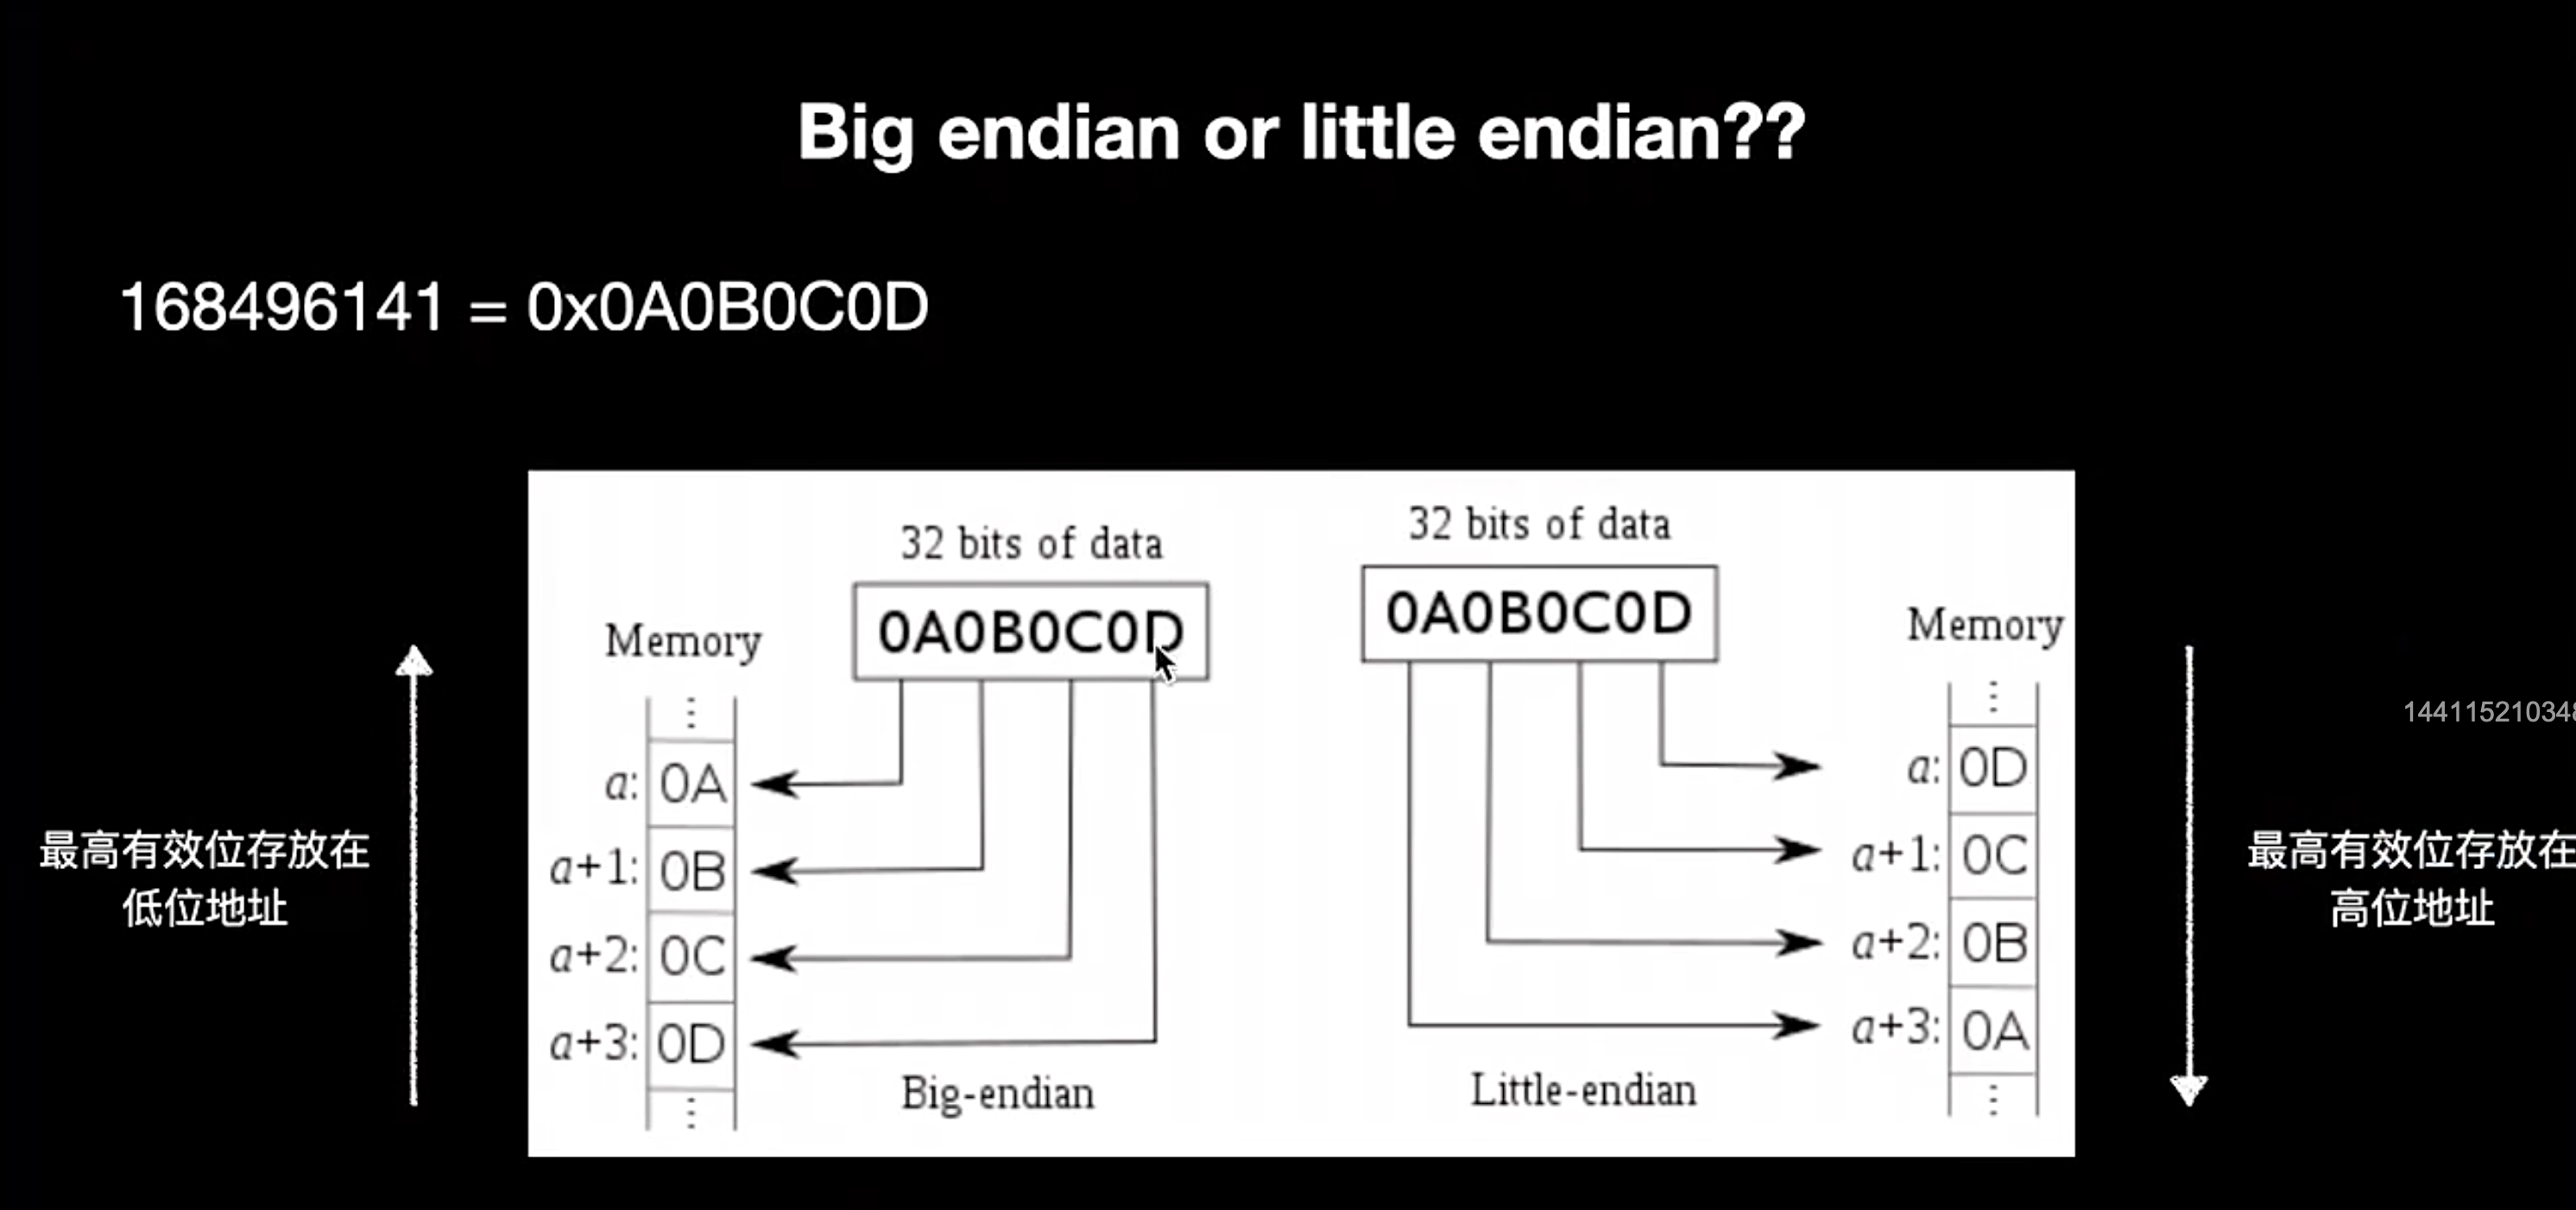 Big endian or little endian??
168496141 = 0x0A0B0C0D
32 bits of data
0A0B0C0D
Memory
a: 0A
a+1: 0B
a+2: 0C
a+3: 0D
Big-endian
最高有效位存放在
低位地址
32 bits of data
0A0B0C0D
Memory
a: 0D
a+1: 0C
a+2: 0B
a+3: 0A
Little-endian
最高有效位存放在
高位地址